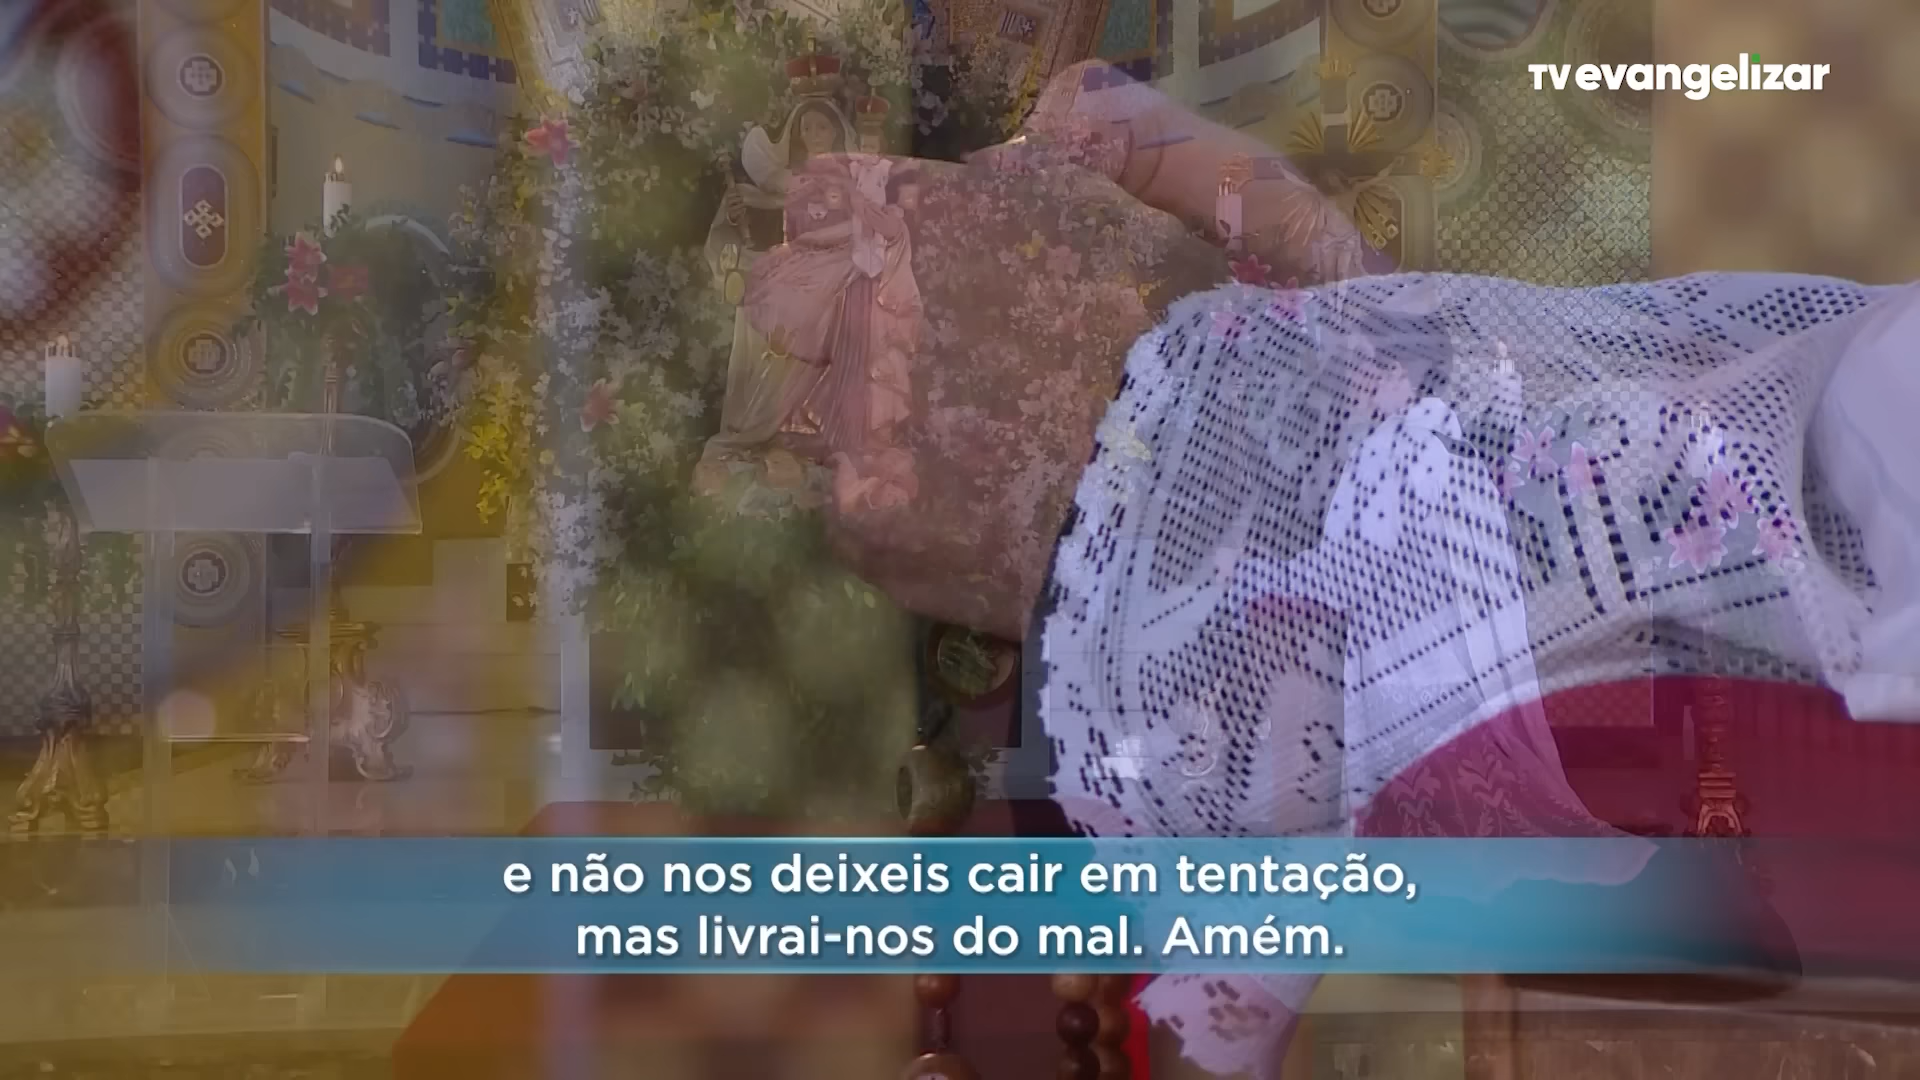 TVevangelizar
e não nos deixeis cair em tentação,
mas livrai-nos do mal. Amém.